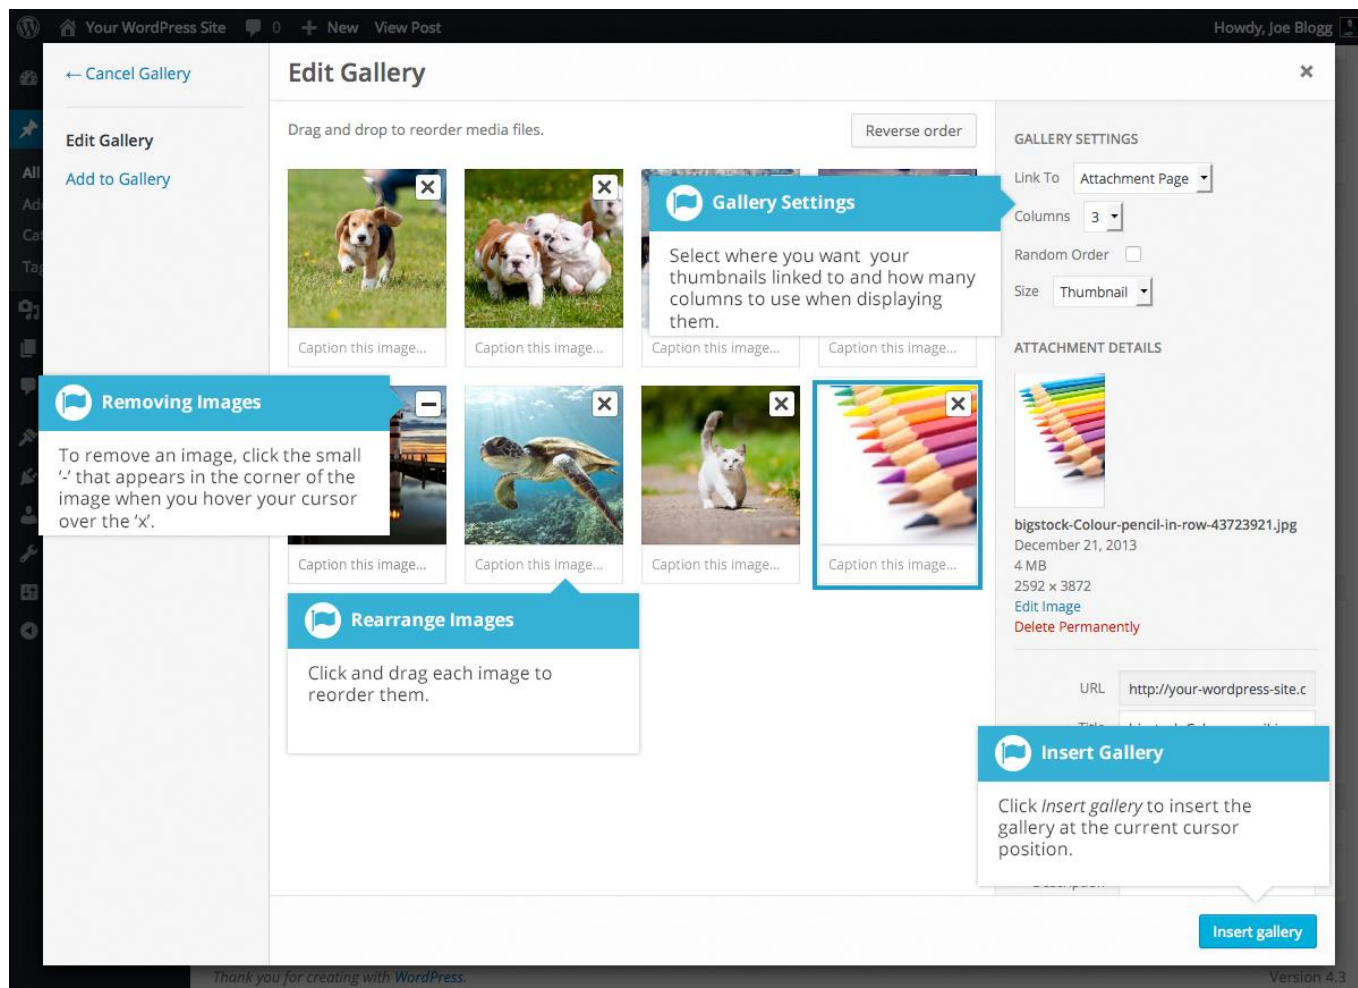 Your WordPress Site 0 New View Post
Howdy, Joe Blogg
← Cancel Gallery
Edit Gallery
Add to Gallery
All
Edit Gallery
Drag and drop to reorder media files.
Reverse order
Caption this image...
Caption this image...
Caption this image...
Caption this image...
Gallery Settings
Select where you want your
thumbnails linked to and how many
columns to use when displaying
them.
Removing Images
To remove an image, click the small
‘-’ that appears in the corner of the
image when you hover your cursor
over the ‘x’.
Caption this image...
Caption this image...
Caption this image...
Caption this image...
Rearrange Images
Click and drag each image to
reorder them.
GALLERY SETTINGS
Link To Attachment Page
Columns 3
Random Order
Size Thumbnail
ATTACHMENT DETAILS
bigstock-Colour-pencil-in-row-43723921.jpg
December 21, 2013
4 MB
2592 × 3872
Edit Image
Delete Permanently
URL http://your-wordpress-site.c
Title
Insert Gallery
Click Insert gallery to insert the
gallery at the current cursor
position.
Description
Insert gallery
Thank you for creating with WordPress.
Version 4.3